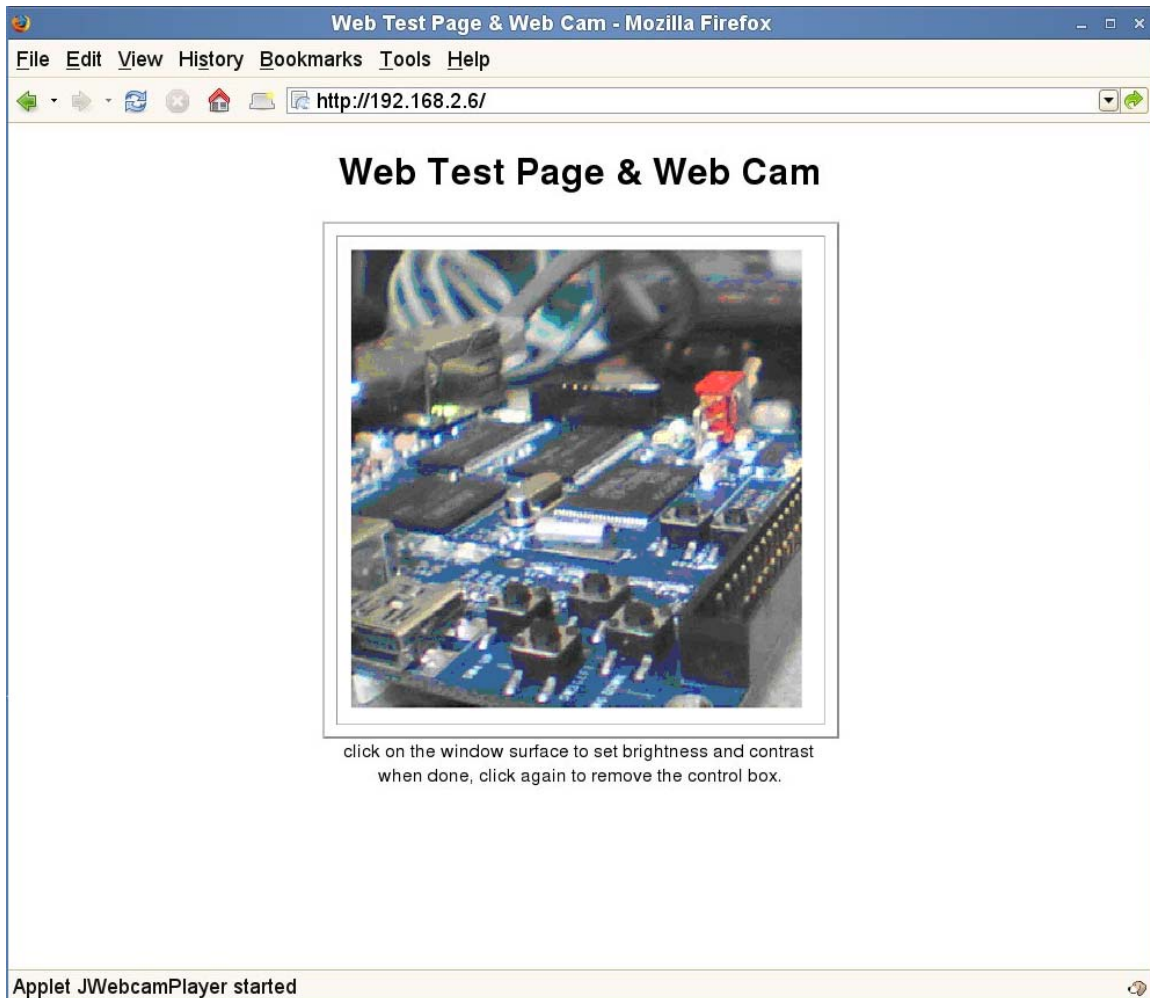 Web Test Page & Web Cam - Mozilla Firefox
File Edit View History Bookmarks Tools Help
http://192.168.2.6/
Web Test Page & Web Cam
click on the window surface to set brightness and contrast
when done, click again to remove the control box.
Applet JWebcamPlayer started